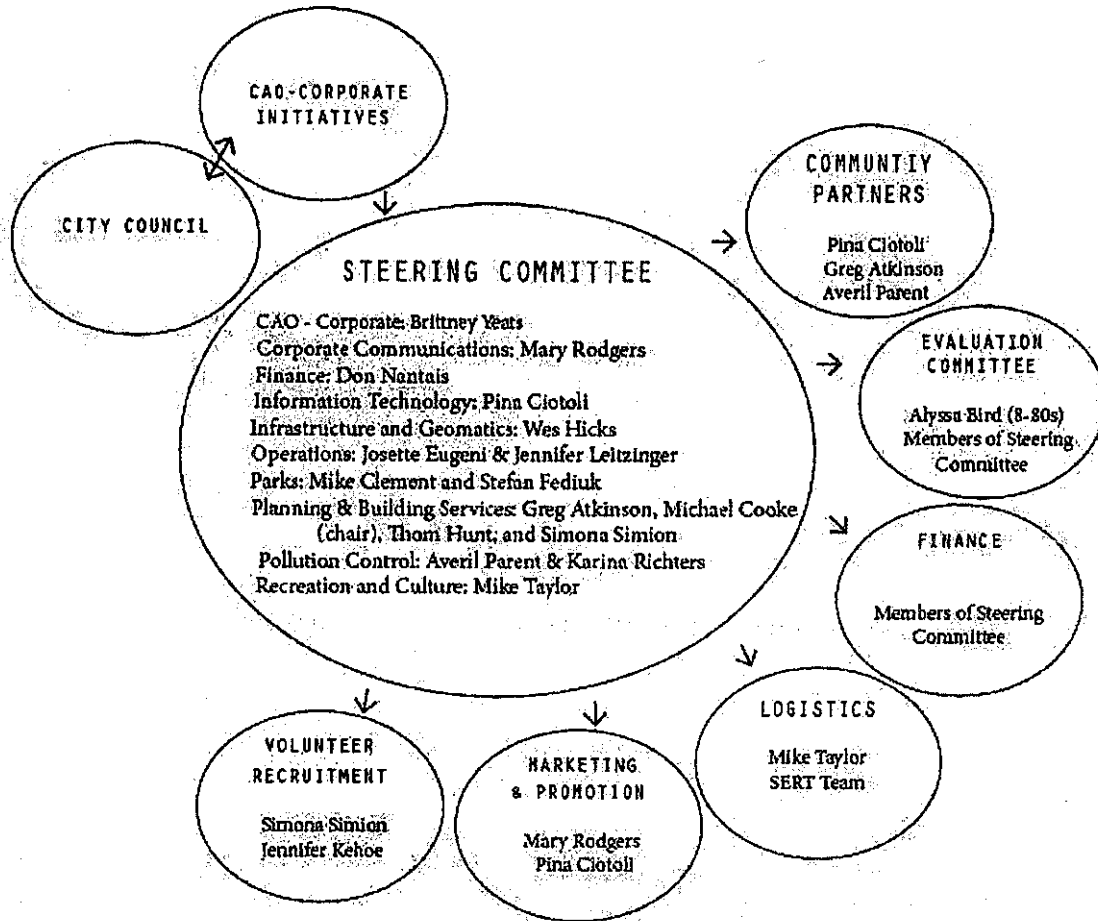 CAO-CORPORATE
INITIATIVES
CITY COUNCIL
STEERING COMMITTEE
CAO - Corporate: Brittney Yeats
Corporate Communications: Mary Rodgers
Finance: Don Nantais
Information Technology: Pina Ciotoli
Infrastructure and Geomatics: Wes Hicks
Operations: Josette Eugeni & Jennifer Leitzinger
Parks: Mike Clement and Stefan Fediuk
Planning & Building Services: Greg Atkinson, Michael Cooke
(chair), Thom Hunt, and Simona Simion
Pollution Control: Averil Parent & Karina Richters
Recreation and Culture: Mike Taylor
COMMUNTIY
PARTNERS
Pina Ciotoli
Greg Atkinson
Averil Parent
EVALUATION
COMMITTEE
Alyssa Bird (8-80s)
Members of Steering
Committee
FINANCE
Members of Steering
Committee
LOGISTICS
Mike Taylor
SERT Team
MARKETING
& PROMOTION
Mary Rodgers
Pina Ciotoli
VOLUNTEER
RECRUITMENT
Simona Simion
Jennifer Kehoe